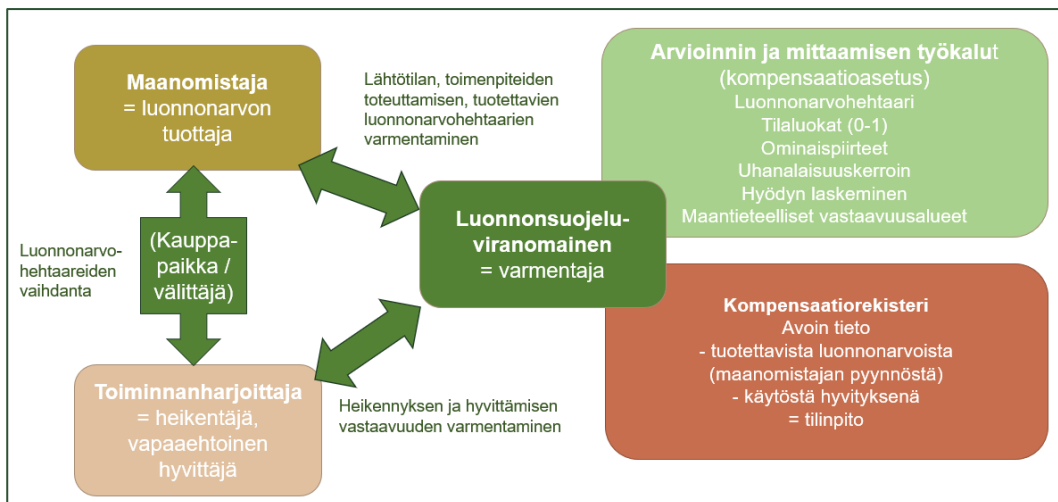 Maanomistaja
= luonnonarvon
tuottaja
Lähtötilan, toimenpiteiden
toteuttamisen, tuotettavien
luonnonarvohehtaarien
varmentaminen
Luonnonarvo-
hehtaareiden
vaihdanta
(Kauppa-
paikka /
välittäjä)
Luonnonsuojelu-
viranomainen
= varmentaja
Toiminnanharjoittaja
= heikentäjä,
vapaaehtoinen
hyvittäjä
Heikennyksen ja hyvittämisen
vastaavuuden varmentaminen
Arvioinnin ja mittaamisen työkalut
(kompensaatioasetus)
Luonnonarvohehtaari
Tilaluokat (0-1)
Ominaispiirteet
Uhanalaisuuskerroin
Hyödyn laskeminen
Maantieteelliset vastaavuusalueet
Kompensaatiorekisteri
Avoin tieto
- tuotettavista luonnonarvoista
(maanomistajan pyynnöstä)
- käytöstä hyvityksenä
= tilinpito